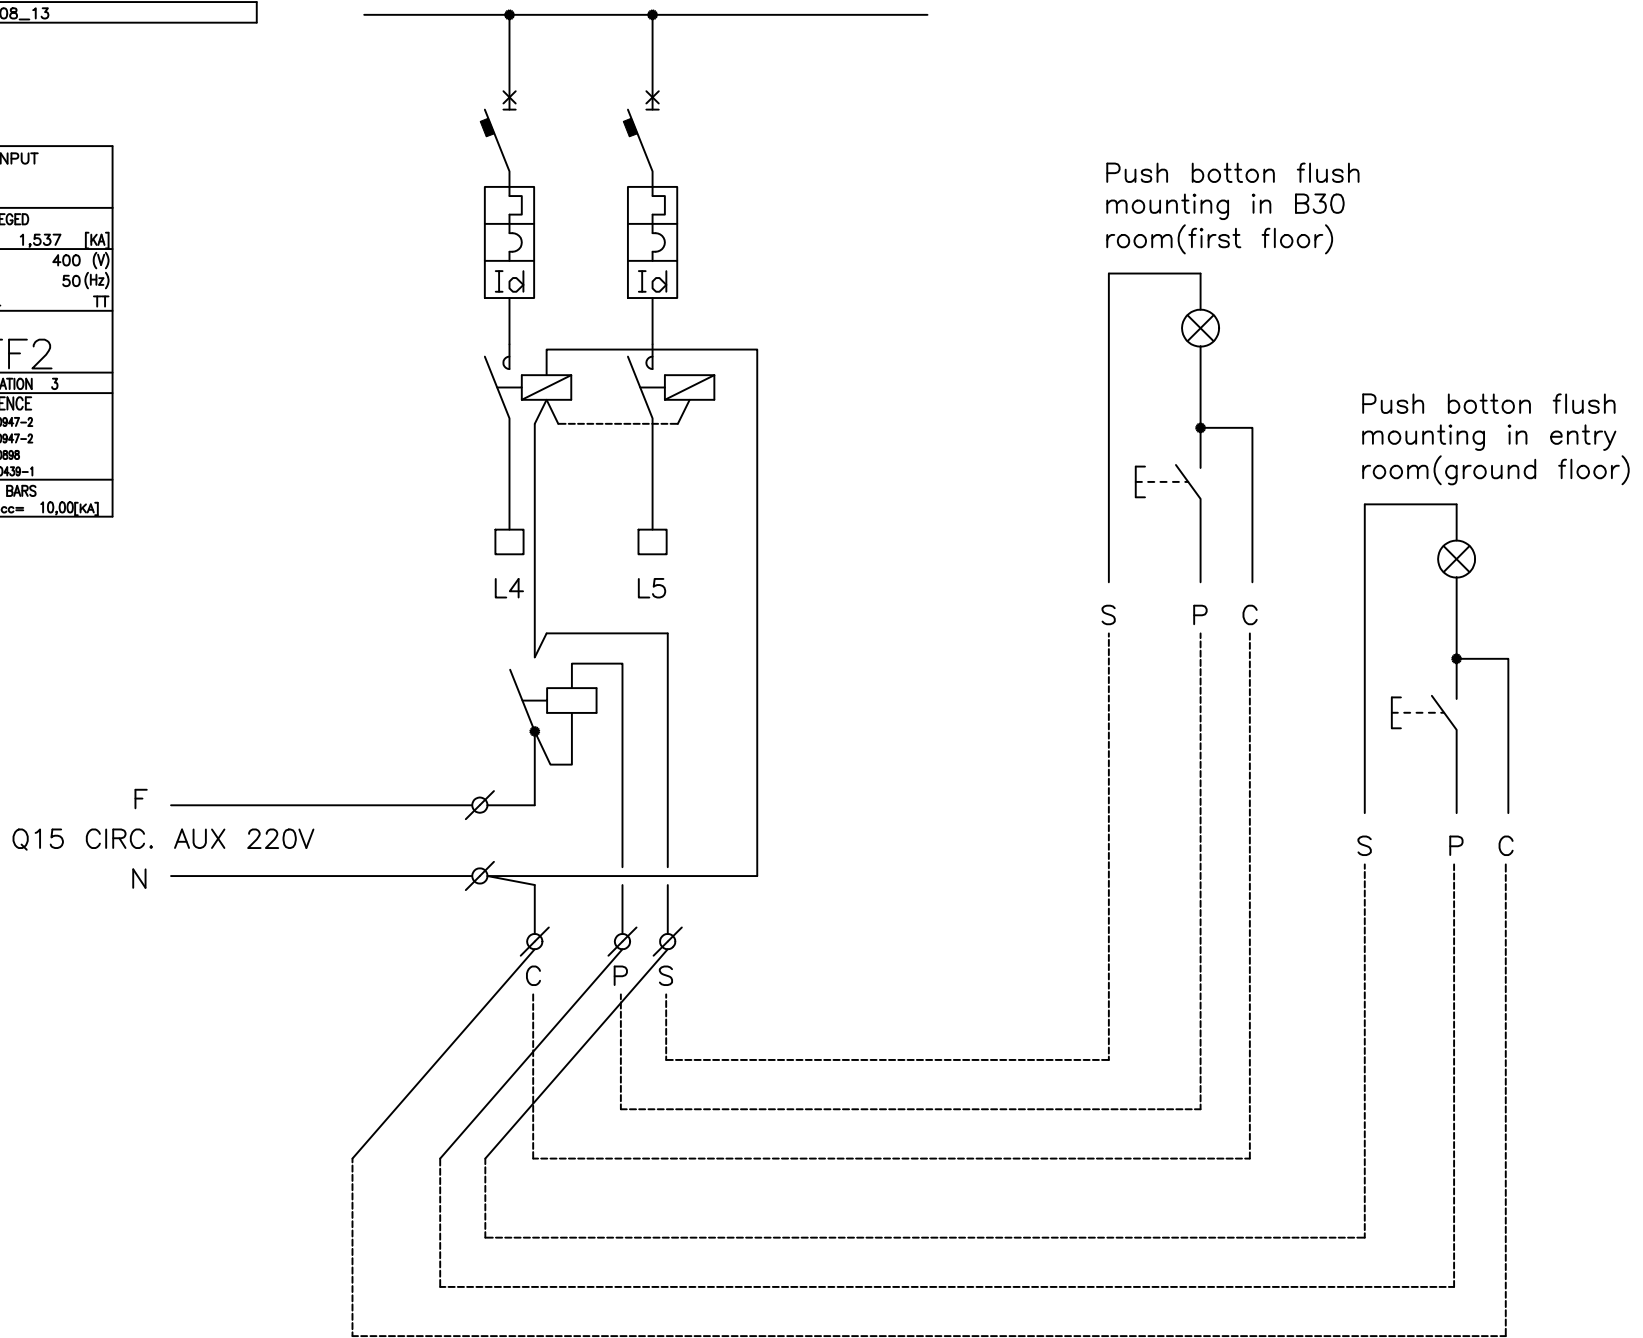 08_13
NPUT
EGED
1,537 [KA]
400 (V)
50(Hz)
TT
F2
ATION 3
ENCE
0947-2
0947-2
0898
0439-1
BARS
cc= 10,00[KA]
Id
Id
L4
L5
Push botton flush
mounting in B30
room(first floor)
S P C
Push botton flush
mounting in entry
room(ground floor)
S P C
F
Q15 CIRC. AUX 220V
N
C P S